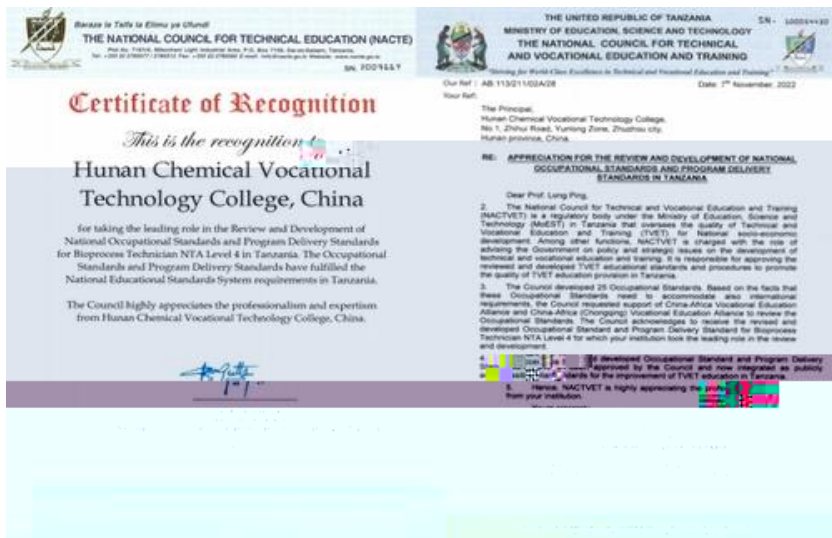 Baraza la Taifa la Elimu ya Ufundi
THE NATIONAL COUNCIL FOR TECHNICAL EDUCATION (NACTE)
Certificate of Recognition
This is the recognition
Hunan Chemical Vocational
Technology College, China
for taking the leading role in the Review and Development of
National Occupational Standards and Program Delivery Standards
for Bioprocess Technician NTA Level 4 in Tanzania. The Occupational
Standards and Program Delivery Standards have fulfilled the
National Educational Standards System requirements in Tanzania.
The Council highly appreciates the professionalism and expertism
from Hunan Chemical Vocational Technology College, China.
THE UNITED REPUBLIC OF TANZANIA
MINISTRY OF EDUCATION, SCIENCE AND TECHNOLOGY
THE NATIONAL COUNCIL FOR TECHNICAL
AND VOCATIONAL EDUCATION AND TRAINING
"Striving for World-Class Excellence in Technical and Vocational Education and Training"
Our Ref : AB.113/211/02A/28 Date: 7th November, 2022
Your Ref:
The Principal,
Hunan Chemical Vocational Technology College,
No 1, Zhihui Road, Yunlong Zone, Zhuzhou city,
Hunan province, China.
RE: APPRECIATION FOR THE REVIEW AND DEVELOPMENT OF NATIONAL
OCCUPATIONAL STANDARDS AND PROGRAM DELIVERY
STANDARDS IN TANZANIA
Dear Prof. Long Ping,
2. The National Council for Technical and Vocational Education and Training
(NACTVET) is a regulatory body under the Ministry of Education, Science and
Technology (MoEST) in Tanzania that oversees the quality of Technical and
Vocational Education and Training (TVET) for National socio-economic
development. Among other functions, NACTVET is charged with the role of
advising the Government on policy and strategic issues on the development of
technical and vocational education and training. It is responsible for approving the
reviewed and developed TVET educational standards and procedures to promote
the quality of TVET education provision in Tanzania.
3. The Council developed 25 Occupational Standards. Based on the facts that
these Occupational Standards need to accommodate also international
requirements, the Council requested support of China-Africa Vocational Education
Alliance and China-Africa (Chongqing) Vocational Educational Alliance to review the
Occupational Standards. The Council acknowledges to receive the revised and
developed Occupational Standard and Program Delivery Standard for Bioprocess
Technician NTA Level 4 for which your institution took the leading role in the review
and development.
4. developed Occupational Standard and Program Delivery
approved by the Council and now integrated as publicly
for the improvement of TVET education in Tanzania.
5. Hence, NACTVET is highly appreciating the
from your institution.